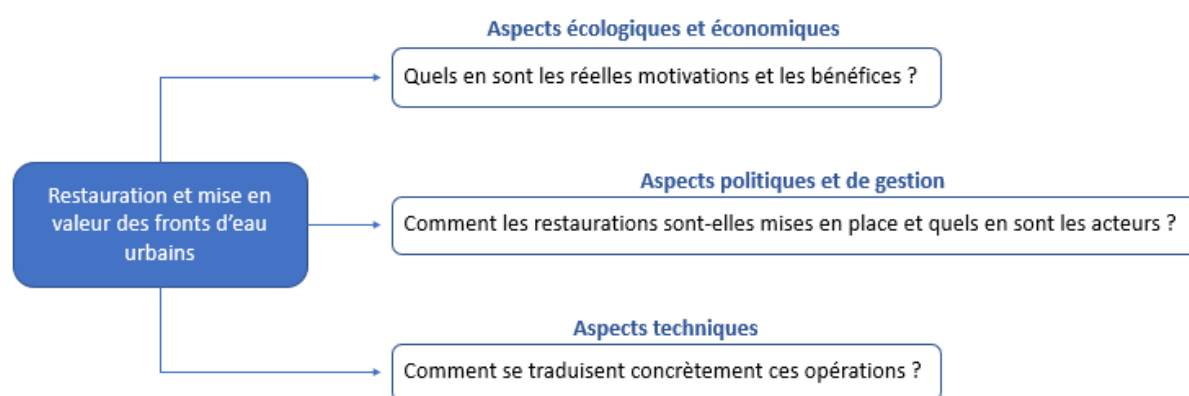 Aspects écologiques et économiques
Quels en sont les réelles motivations et les bénéfices ?
Restauration et mise en
valeur des fronts d’eau
urbains
Aspects politiques et de gestion
Comment les restaurations sont-elles mises en place et quels en sont les acteurs ?
Aspects techniques
Comment se traduisent concrètement ces opérations ?